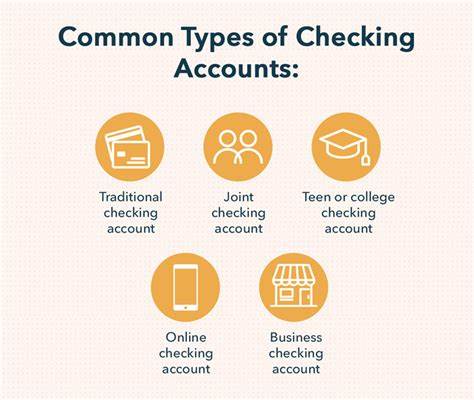 Common Types of Checking
Accounts:
Traditional
checking
account
Joint
checking
account
Teen or college
checking
account
Online
checking
account
Business
checking
account